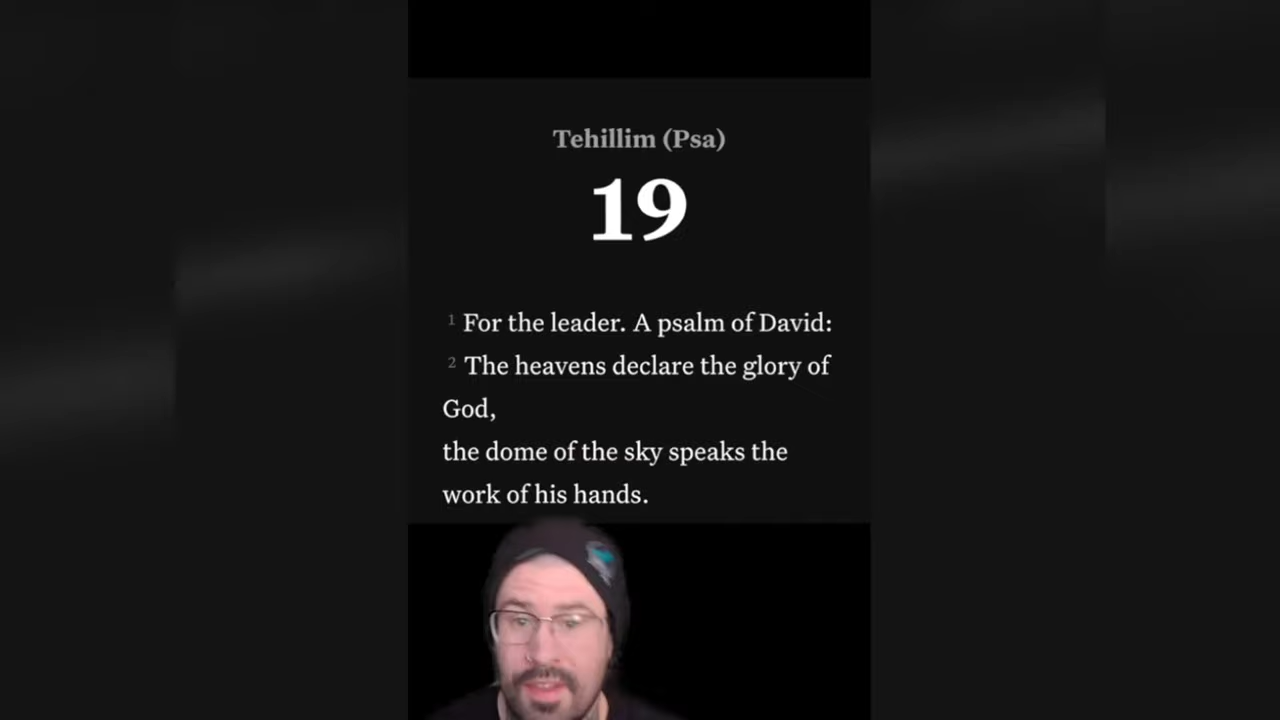 Tehillim (Psa)
19
1 For the leader. A psalm of David:
2 The heavens declare the glory of
God,
the dome of the sky speaks the
work of his hands.